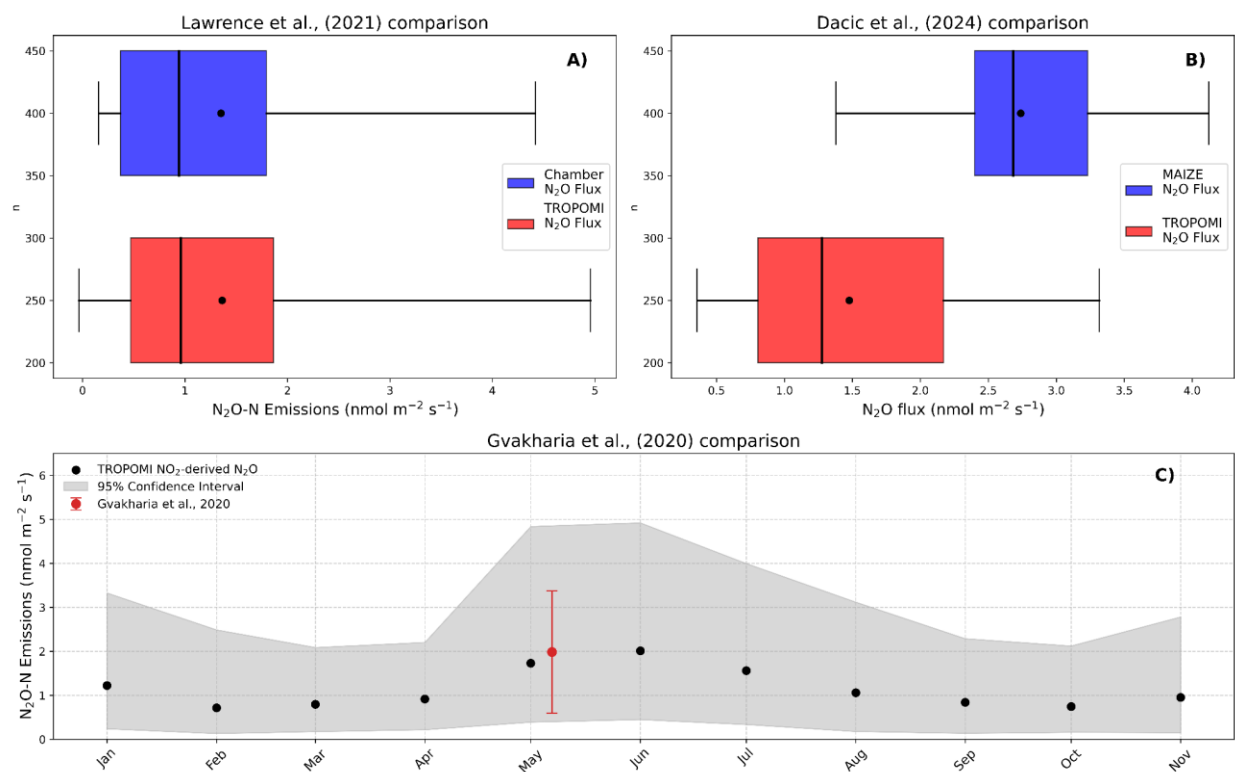 Lawrence et al., (2021) comparison
450
400
350
300
250
200
n
A)
Chamber
N₂O Flux
TROPOMI
N₂O Flux
0
1
2
3
4
5
N₂O-N Emissions (nmol m⁻² s⁻¹)
Dacic et al., (2024) comparison
450
400
350
300
250
200
n
B)
MAIZE
N₂O Flux
TROPOMI
N₂O Flux
0.5
1.0
1.5
2.0
2.5
3.0
3.5
4.0
N₂O flux (nmol m⁻² s⁻¹)
Gvakharia et al., (2020) comparison
TROPOMI NO₂-derived N₂O
95% Confidence Interval
Gvakharia et al., 2020
C)
6
5
4
3
2
1
0
N₂O-N Emissions (nmol m⁻² s⁻¹)
Jan
Feb
Mar
Apr
May
Jun
Jul
Aug
Sep
Oct
Nov